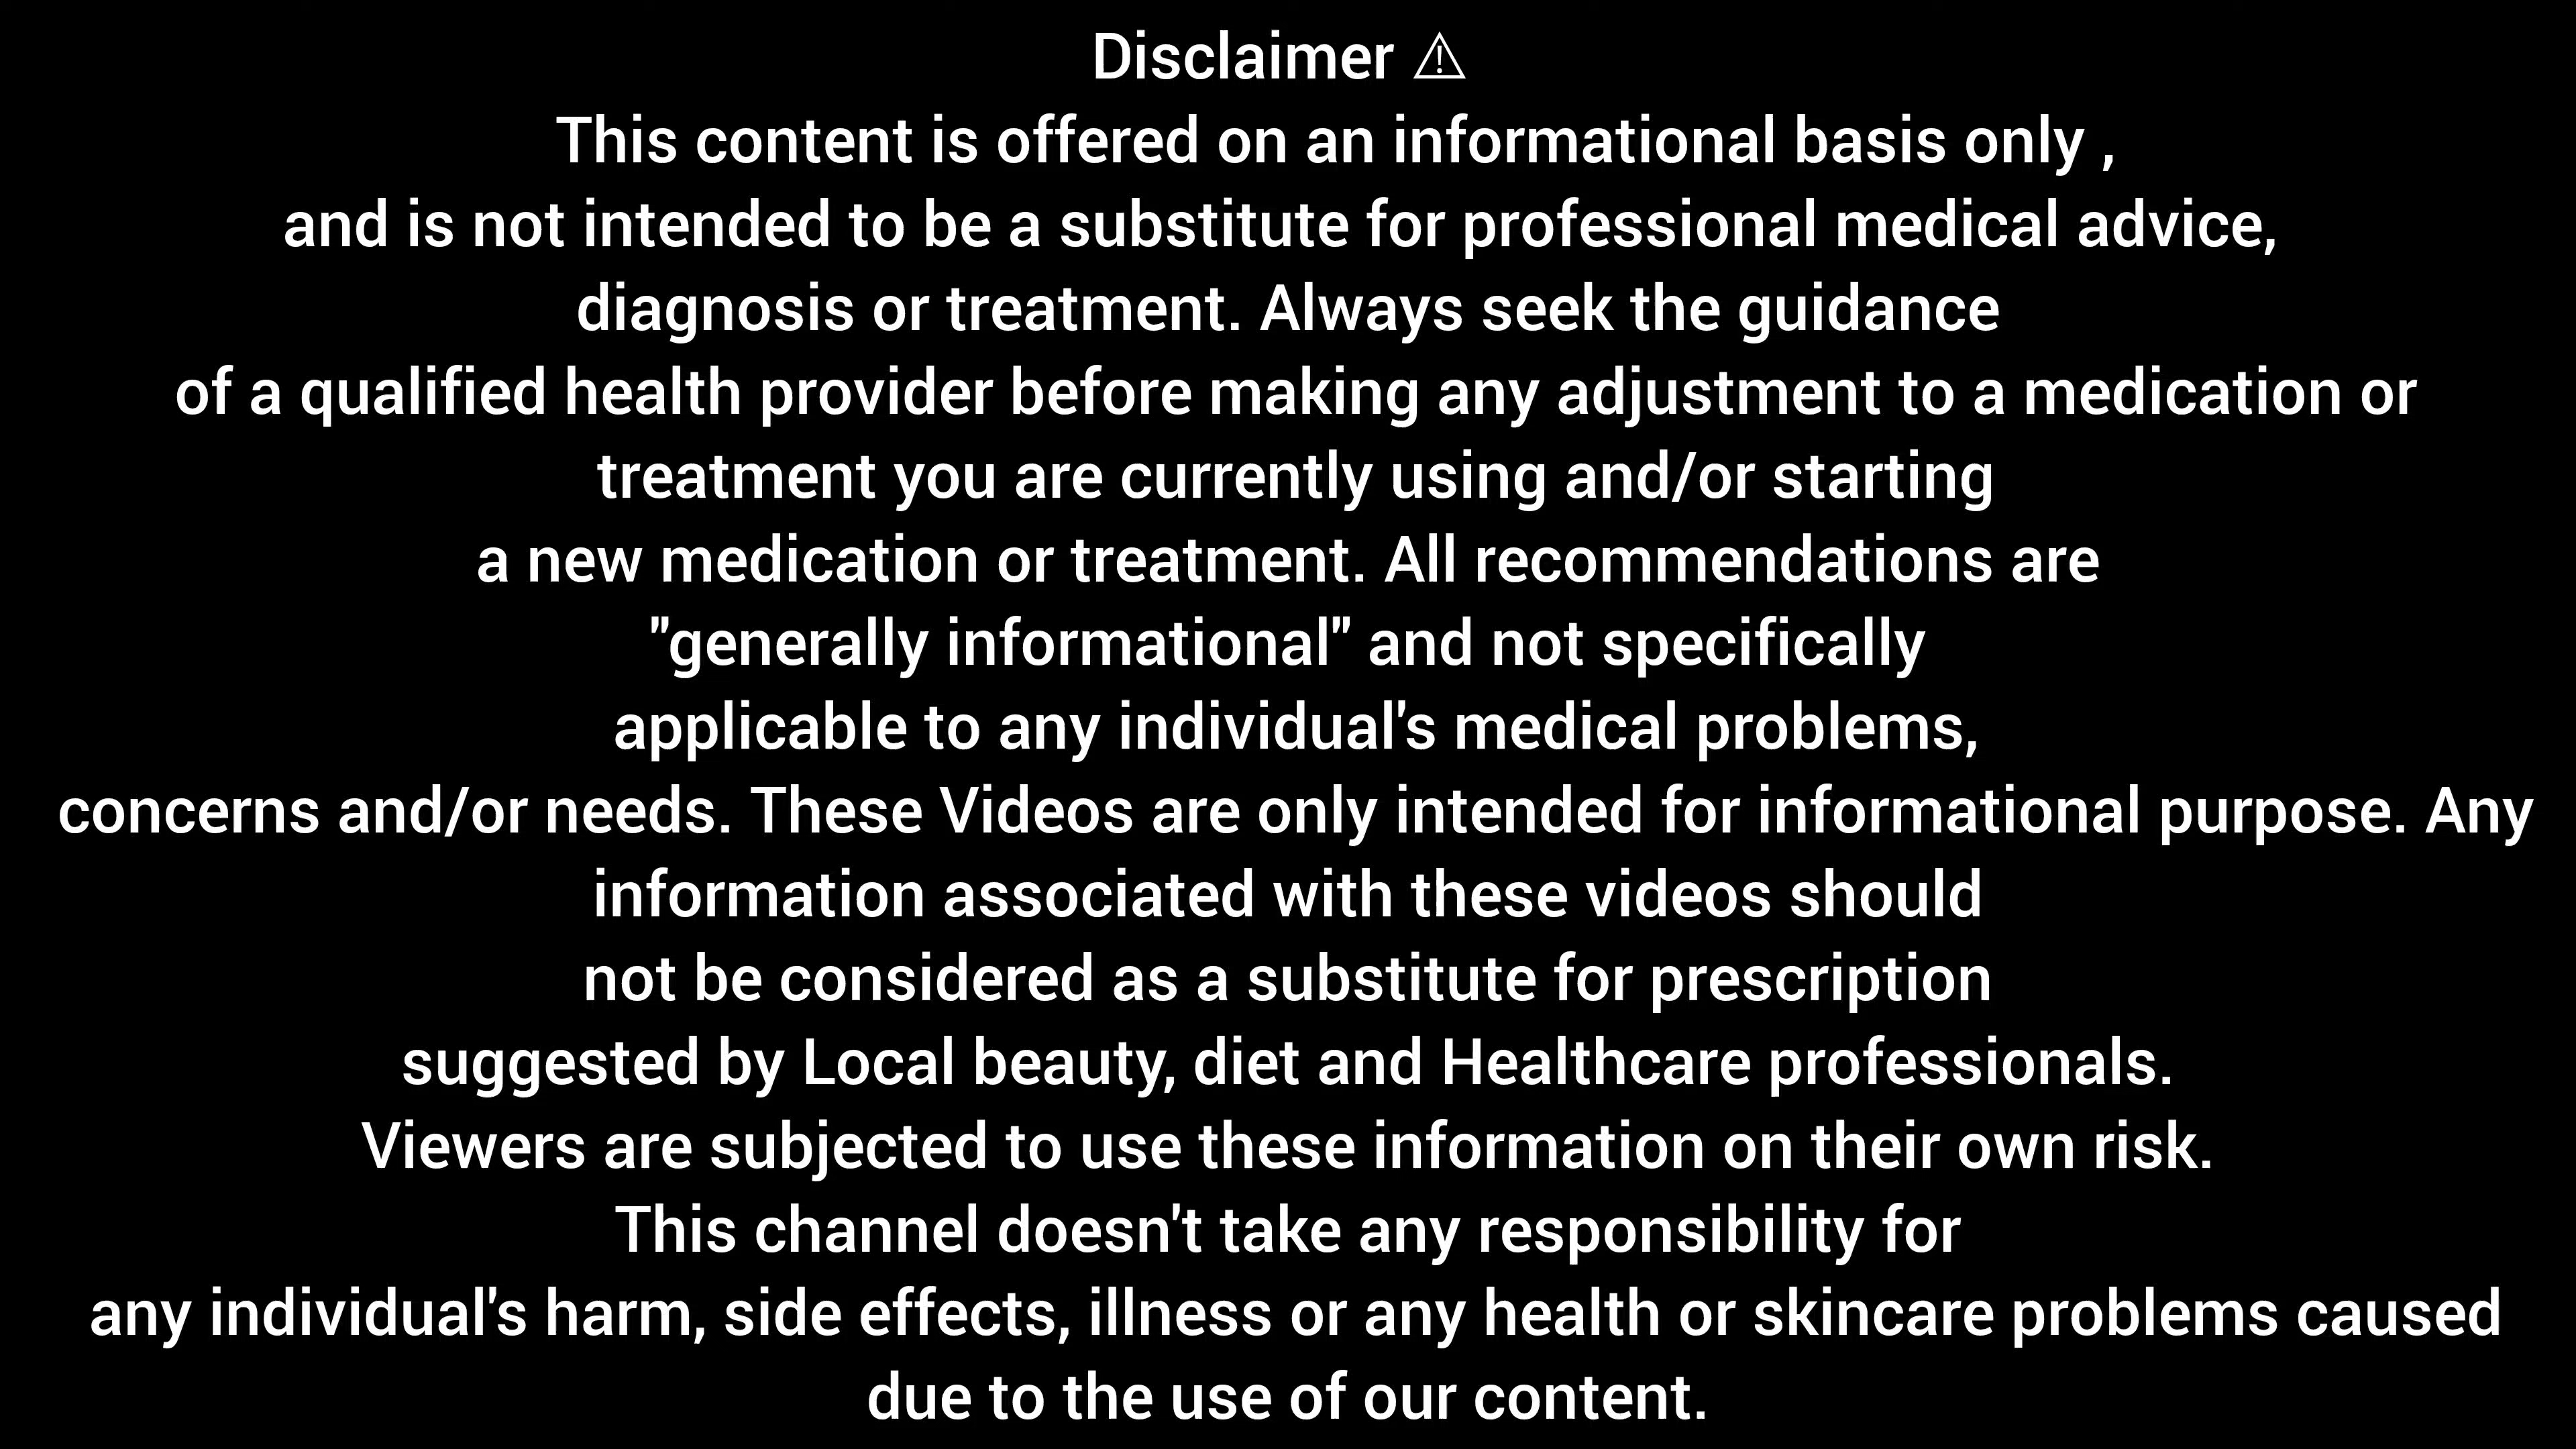 Disclaimer ⚠
This content is offered on an informational basis only ,
and is not intended to be a substitute for professional medical advice,
diagnosis or treatment. Always seek the guidance
of a qualified health provider before making any adjustment to a medication or
treatment you are currently using and/or starting
a new medication or treatment. All recommendations are
"generally informational" and not specifically
applicable to any individual's medical problems,
concerns and/or needs. These Videos are only intended for informational purpose. Any
information associated with these videos should
not be considered as a substitute for prescription
suggested by Local beauty, diet and Healthcare professionals.
Viewers are subjected to use these information on their own risk.
This channel doesn't take any responsibility for
any individual's harm, side effects, illness or any health or skincare problems caused
due to the use of our content.